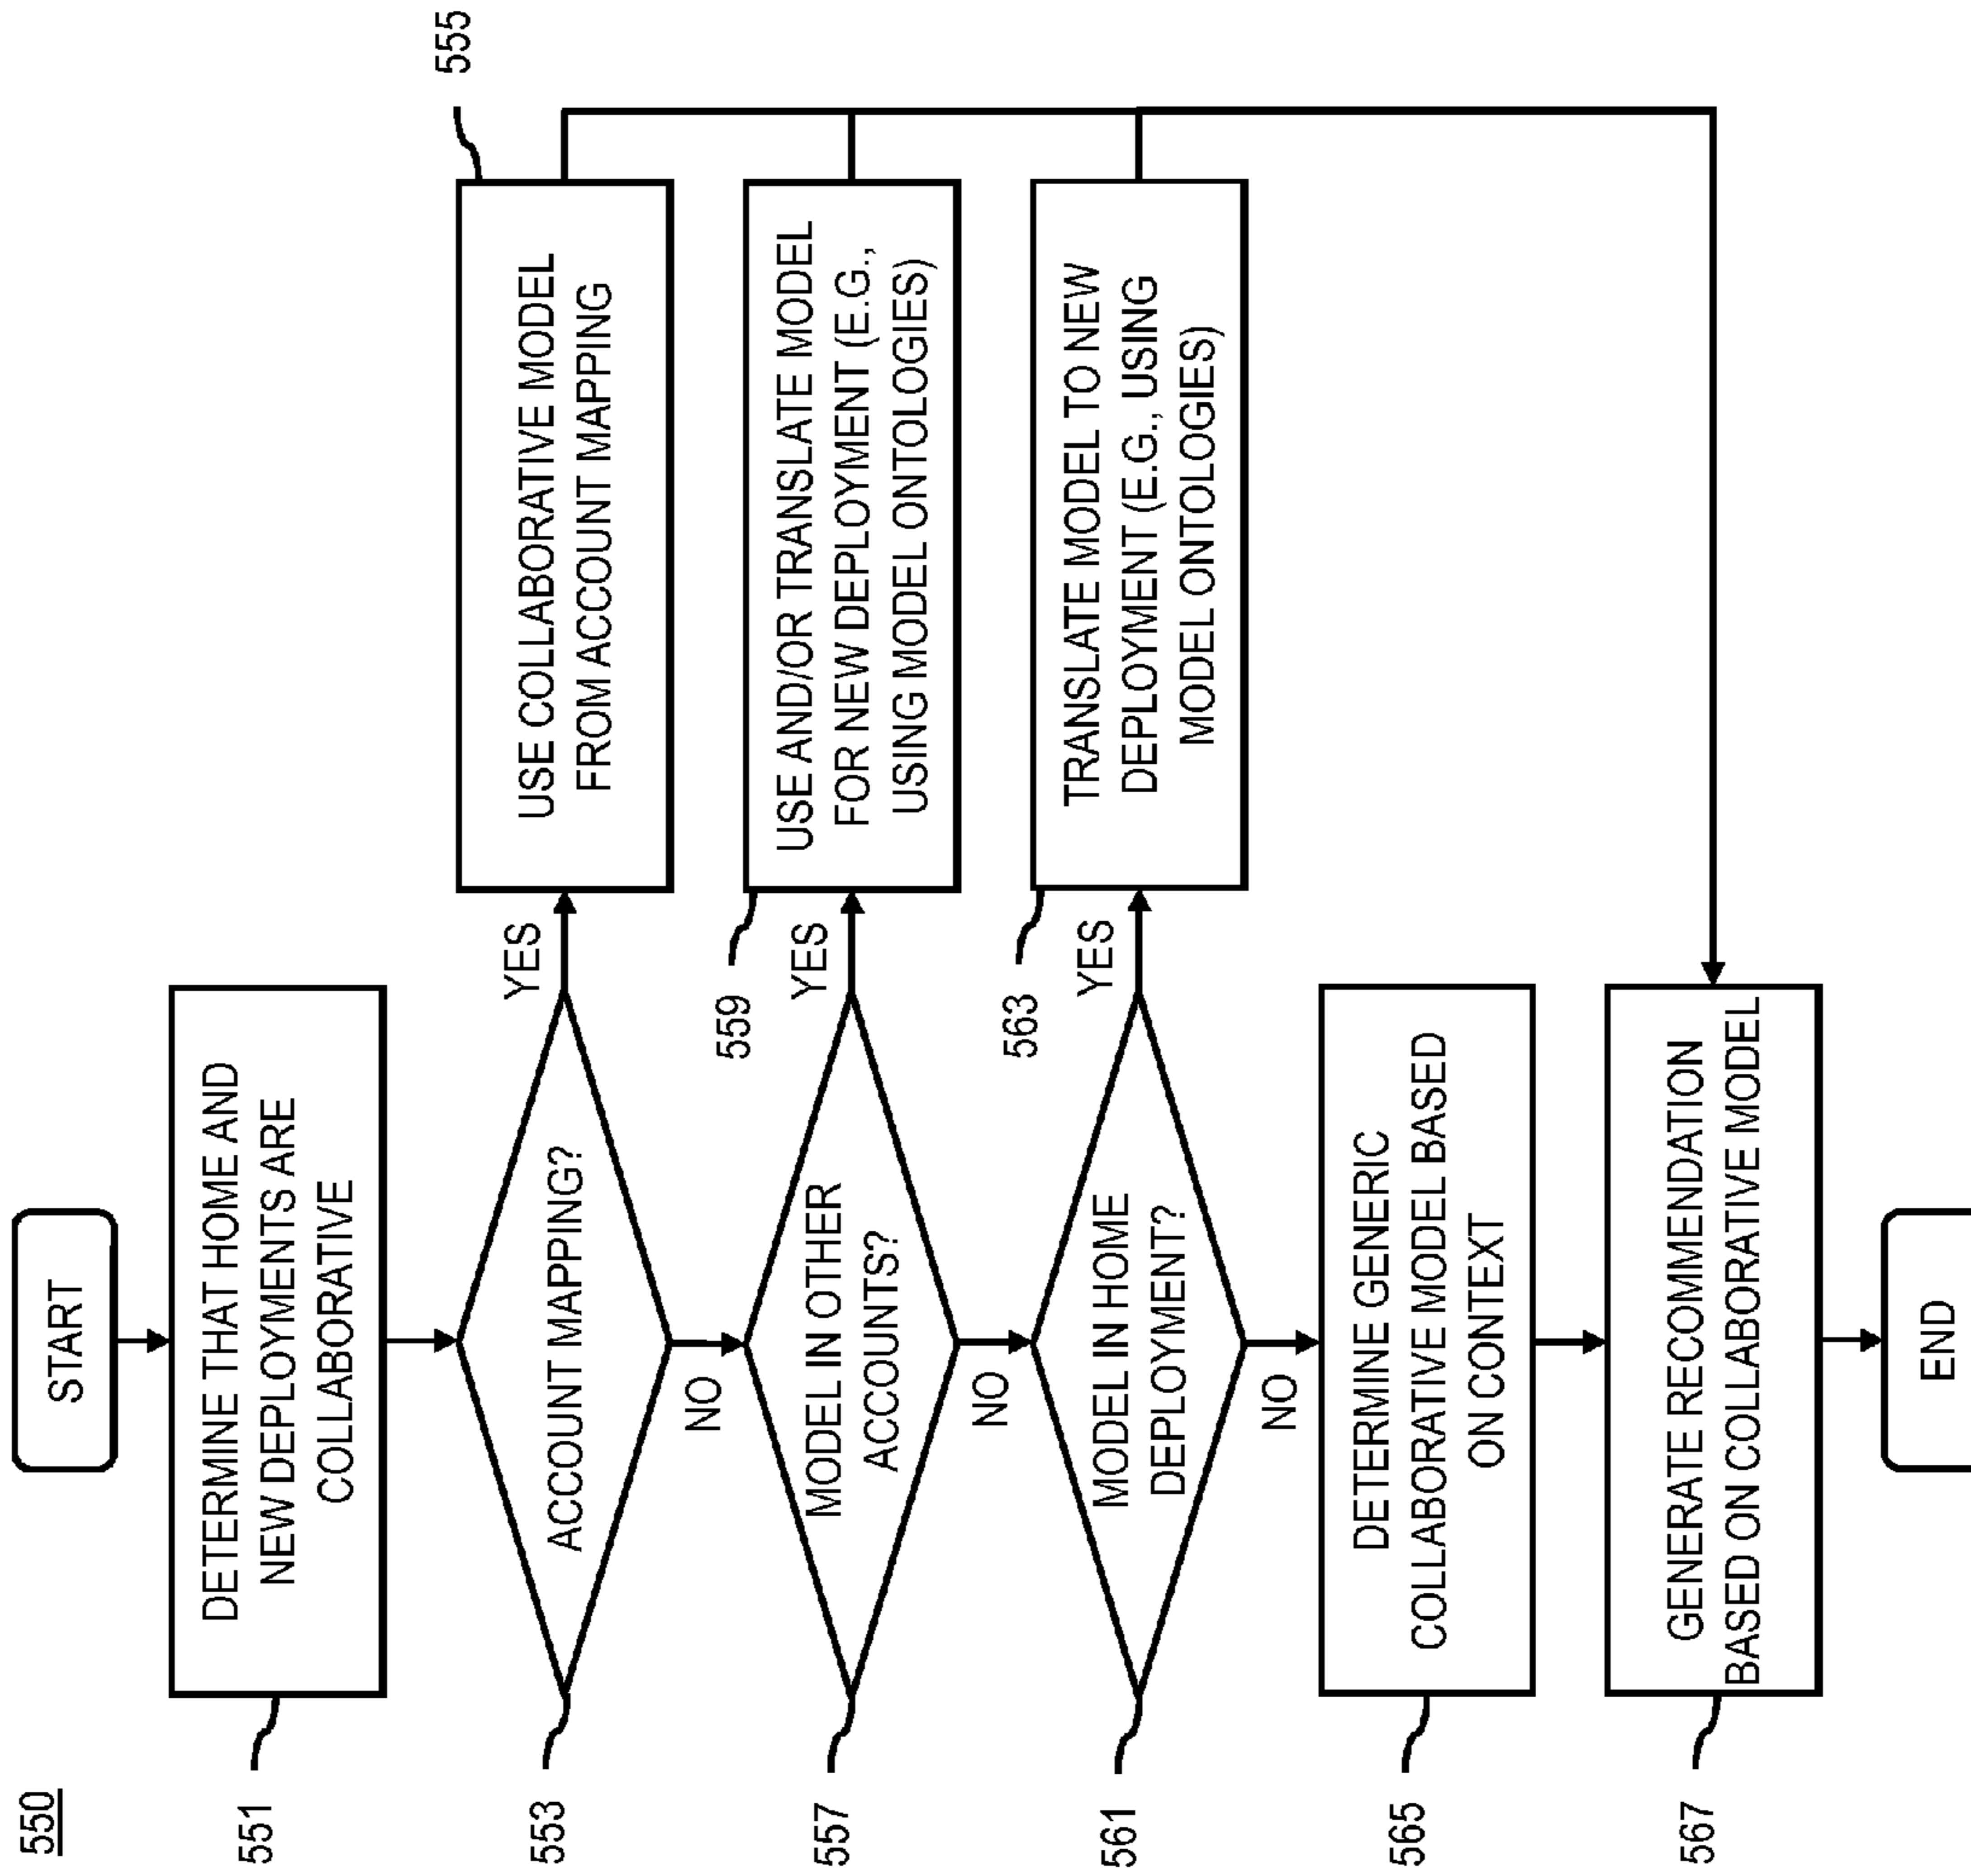 550
START
551
DETERMINE THAT HOME AND
NEW DEPLOYMENTS ARE
COLLABORATIVE
553
ACCOUNT MAPPING?
YES
555
USE COLLABORATIVE MODEL
FROM ACCOUNT MAPPING
NO
557
MODEL IN OTHER
ACCOUNTS?
YES
559
USE AND/OR TRANSLATE MODEL
FOR NEW DEPLOYMENT (E.G.,
USING MODEL ONTOLOGIES)
NO
561
MODEL IN HOME
DEPLOYMENT?
YES
563
TRANSLATE MODEL TO NEW
DEPLOYMENT (E.G., USING
MODEL ONTOLOGIES)
NO
565
DETERMINE GENERIC
COLLABORATIVE MODEL BASED
ON CONTEXT
567
GENERATE RECOMMENDATION
BASED ON COLLABORATIVE MODEL
END